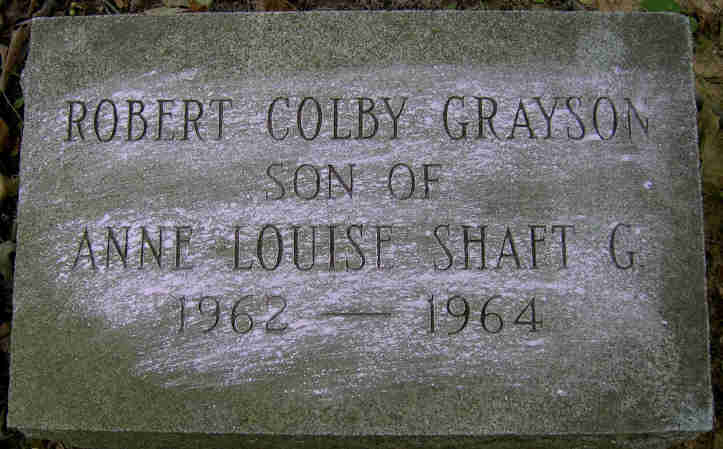 ROBERT COLBY GRAYSON
SON OF
ANNE LOUISE SHAFT G.
1962 — 1964